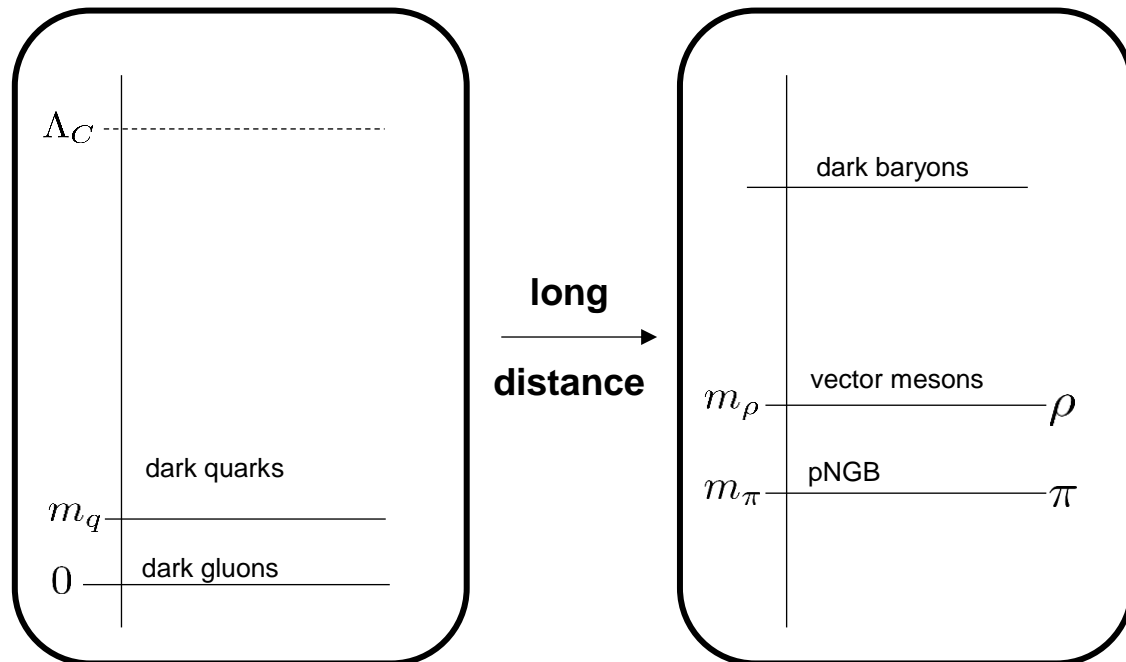 Λ_C
dark quarks
m_q
dark gluons
0
long
distance
dark baryons
vector mesons
m_ρ ρ
pNGB
m_π π